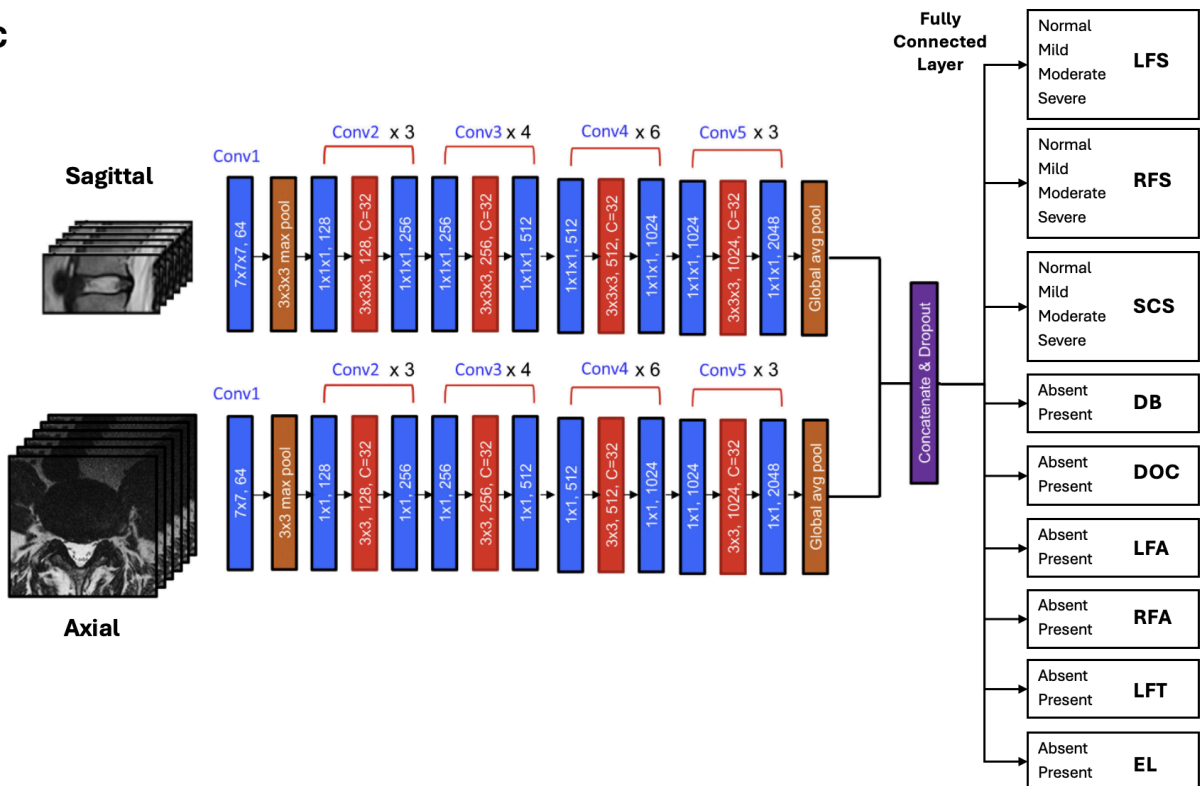 C
Fully
Connected
Layer
Sagittal
Conv1
Conv2 x 3
Conv3 x 4
Conv4 x 6
Conv5 x 3
7x7x7, 64
3x3x3 max pool
1x1x1, 128
3x3x3, 128, C=32
1x1x1, 256
1x1x1, 256
3x3x3, 256, C=32
1x1x1, 512
1x1x1, 512
3x3x3, 512, C=32
1x1x1, 1024
1x1x1, 1024
3x3x3, 1024, C=32
1x1x1, 2048
Global avg pool
Conv1
Conv2 x 3
Conv3 x 4
Conv4 x 6
Conv5 x 3
7x7, 64
3x3 max pool
1x1, 128
3x3, 128, C=32
1x1, 256
1x1, 256
3x3, 256, C=32
1x1, 512
1x1, 512
3x3, 512, C=32
1x1, 1024
1x1, 1024
3x3, 1024, C=32
1x1, 2048
Global avg pool
Axial
Concatenate & Dropout
Normal
Mild
Moderate
Severe
LFS
Normal
Mild
Moderate
Severe
RFS
Normal
Mild
Moderate
Severe
SCS
Absent
Present
DB
Absent
Present
DOC
Absent
Present
LFA
Absent
Present
RFA
Absent
Present
LFT
Absent
Present
EL